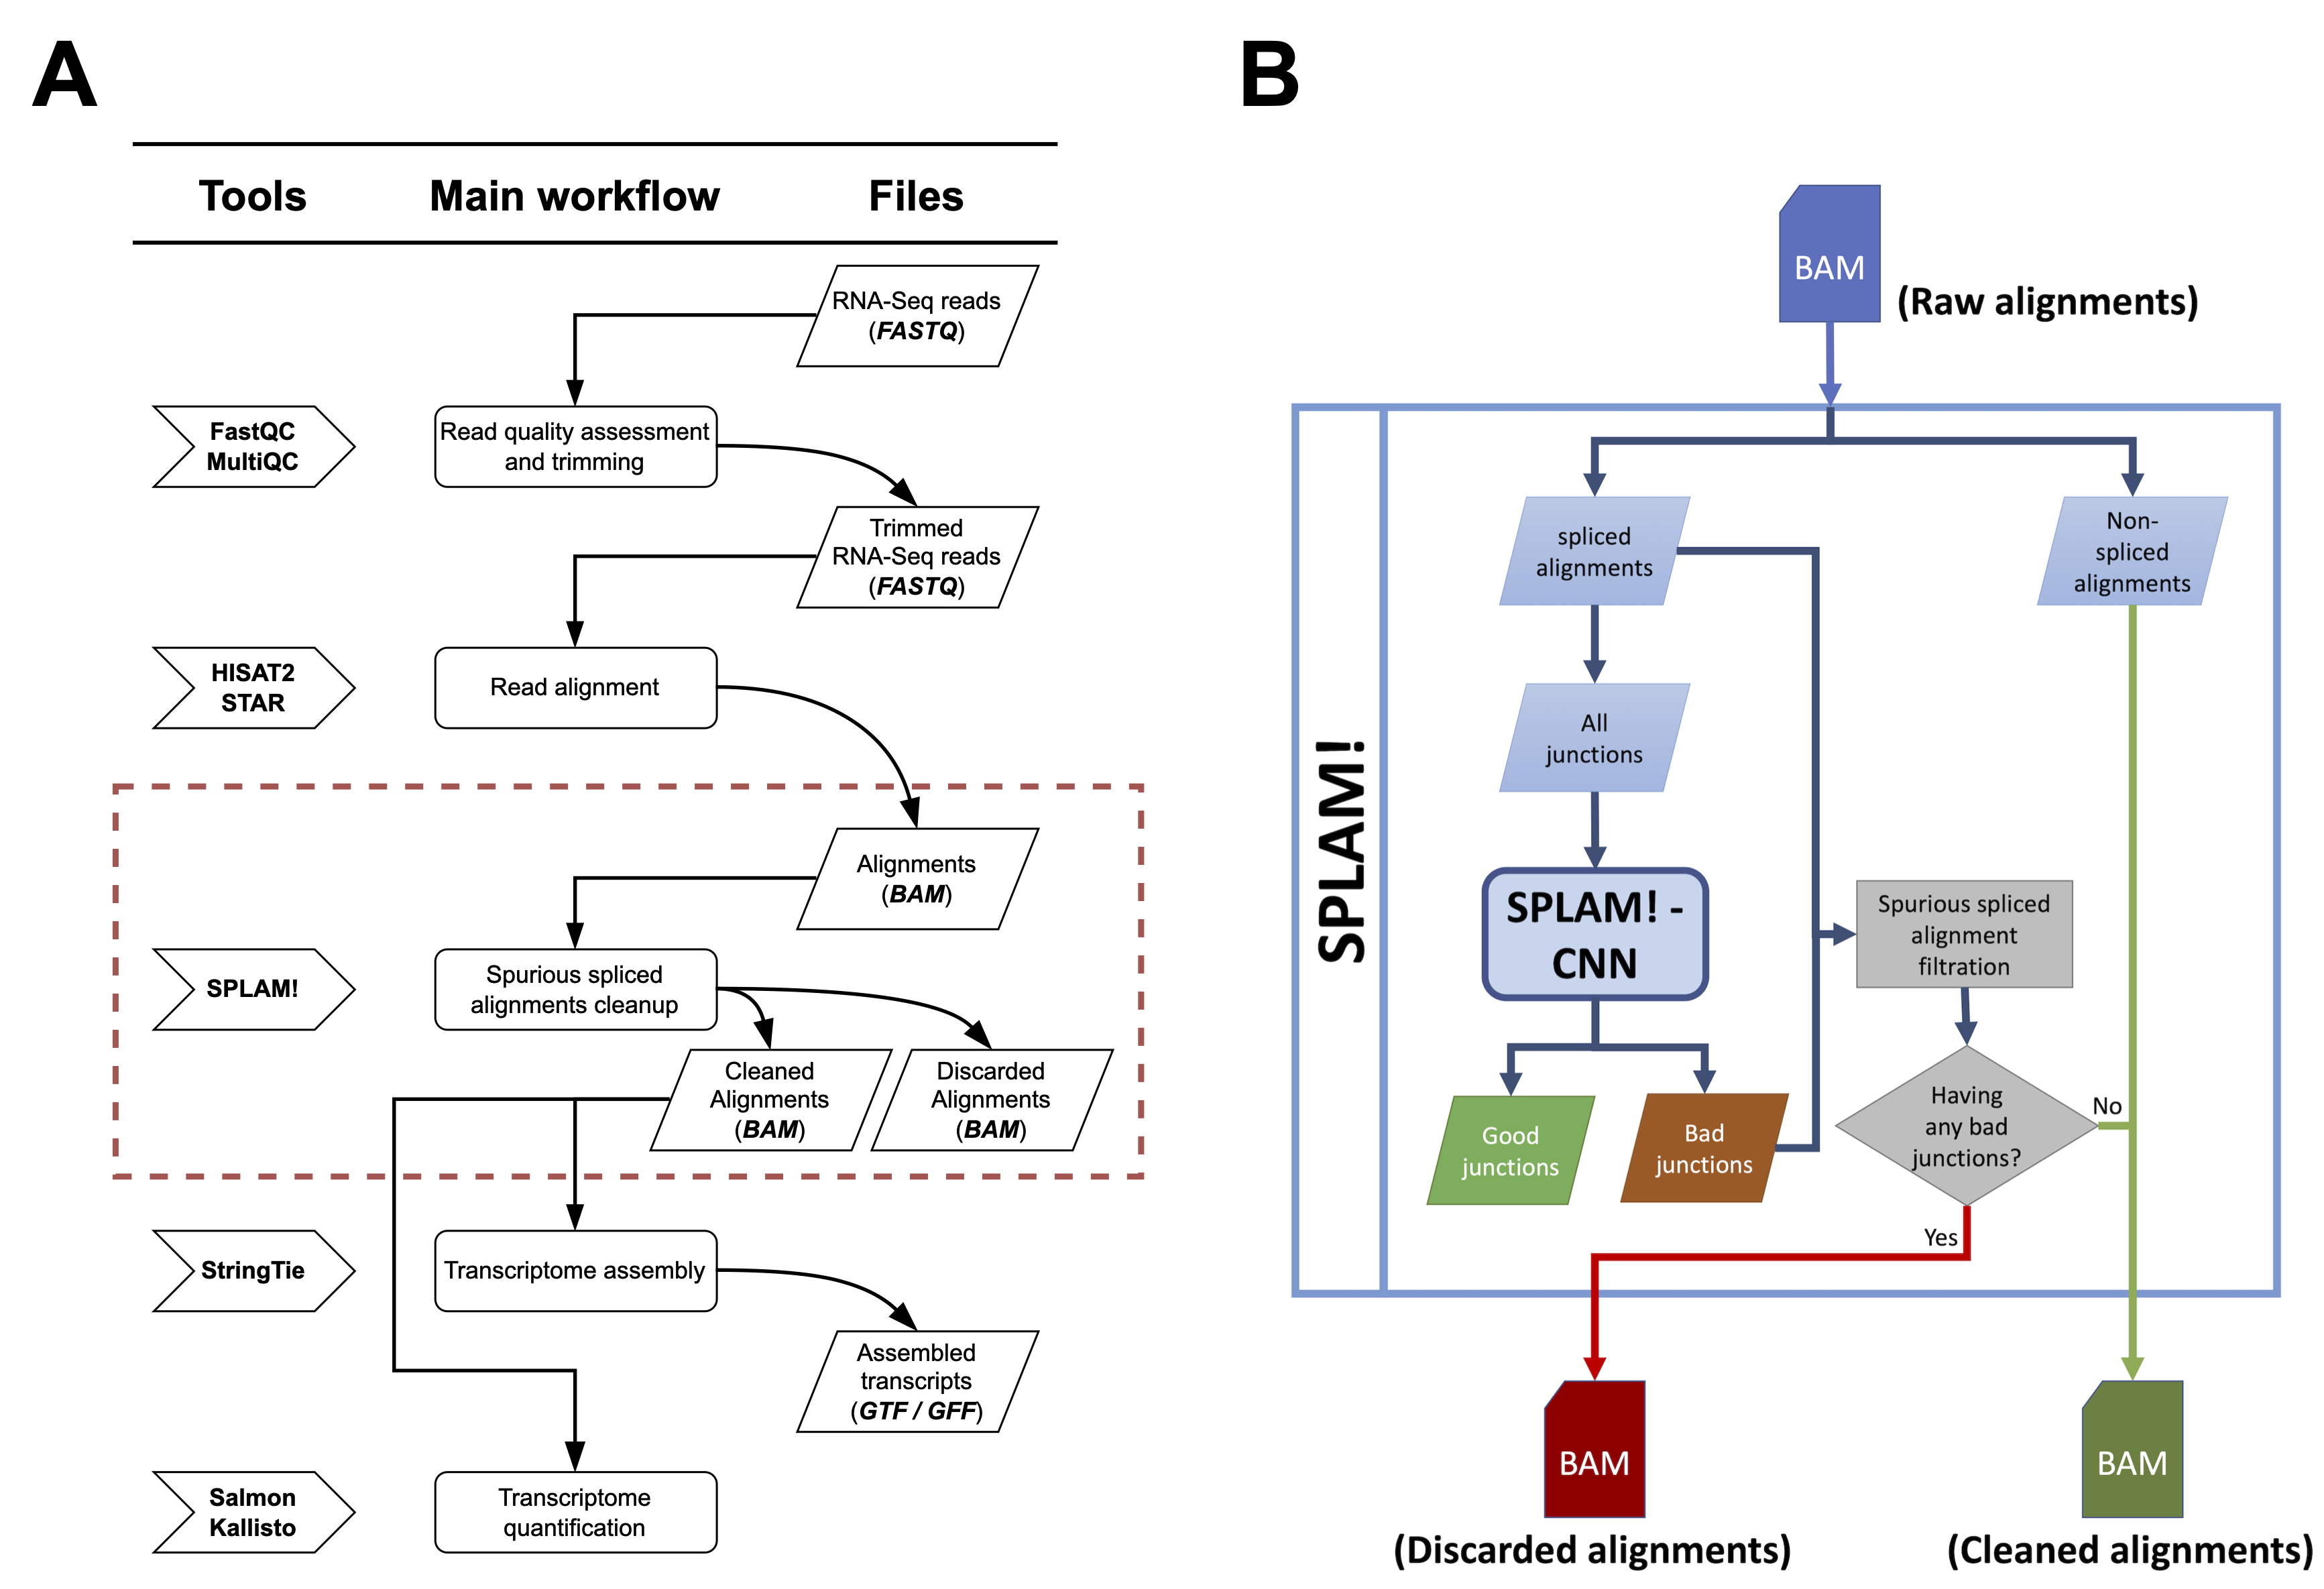 A
Tools Main workflow Files
RNA-Seq reads
(FASTQ)
FastQC
MultiQC
Read quality assessment
and trimming
Trimmed
RNA-Seq reads
(FASTQ)
HISAT2
STAR
Read alignment
Alignments
(BAM)
SPLAM!
Spurious spliced
alignments cleanup
Cleaned
Alignments
(BAM)
Discarded
Alignments
(BAM)
StringTie
Transcriptome assembly
Assembled
transcripts
(GTF / GFF)
Salmon
Kallisto
Transcriptome
quantification
B
BAM
(Raw alignments)
SPLAM!
spliced
alignments
Non-
spliced
alignments
All
junctions
SPLAM! -
CNN
Spurious spliced
alignment
filtration
Good
junctions
Bad
junctions
Having
any bad
junctions?
No
Yes
BAM
(Discarded alignments)
BAM
(Cleaned alignments)